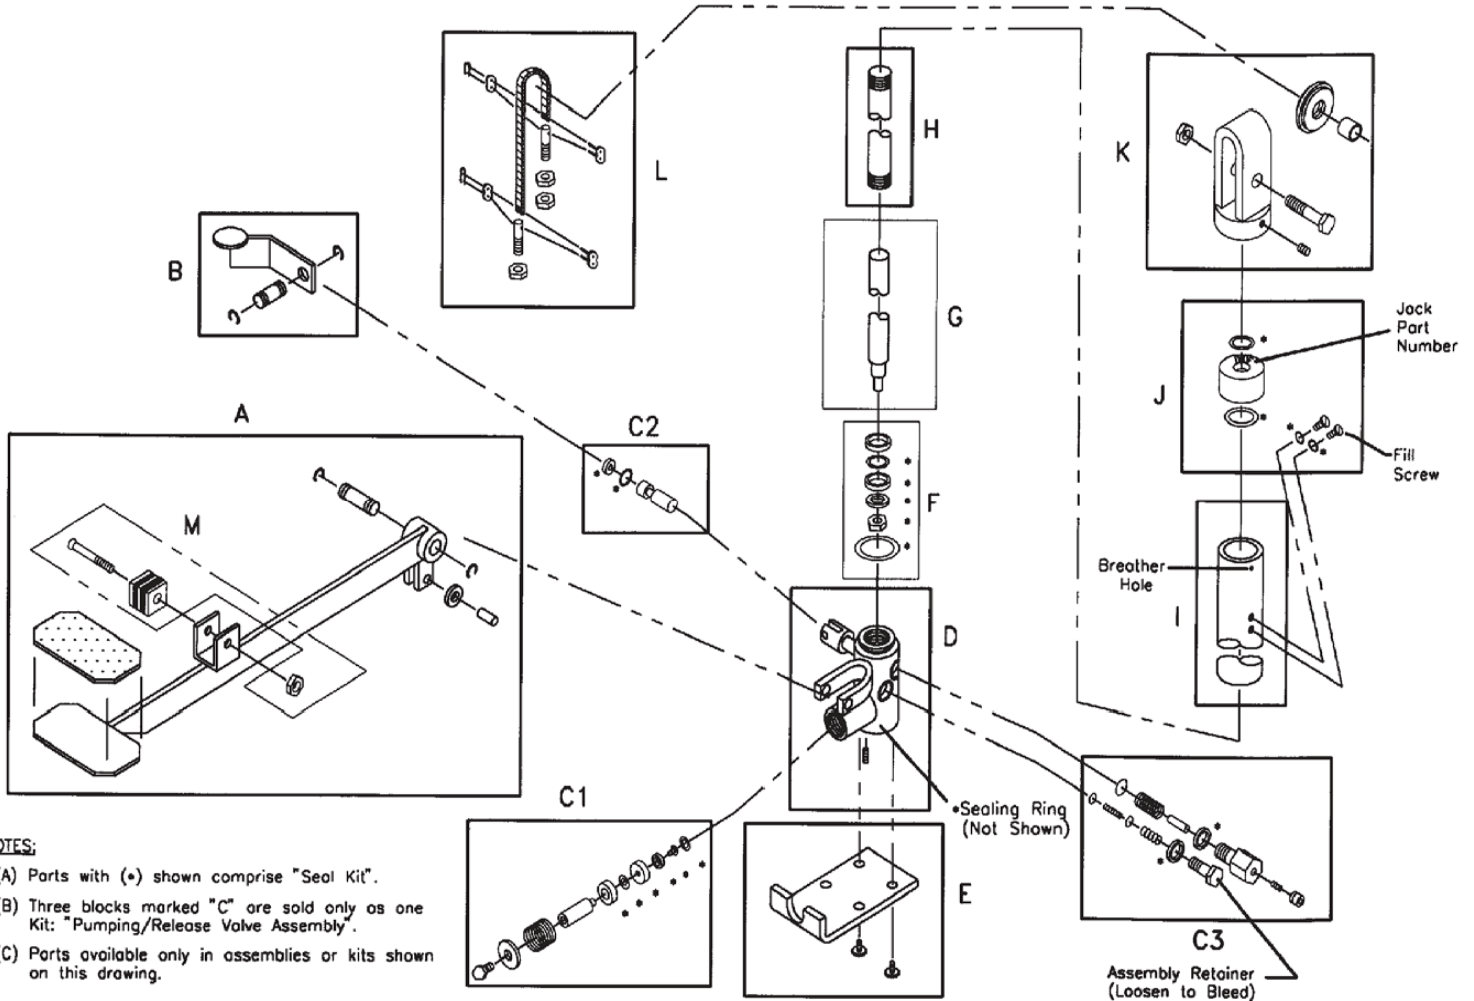 H
K
L
B
G
Jack
Part
Number
J
A
C2
Fill
Screw
F
M
Breather
Hole
I
D
C1
*Sealing Ring
(Not Shown)
E
C3
Assembly Retainer
(Loosen to Bleed)
OTES:
A) Parts with (*) shown comprise "Seal Kit".
B) Three blocks marked "C" are sold only as one
Kit: "Pumping/Release Valve Assembly".
C) Parts available only in assemblies or kits shown
on this drawing.